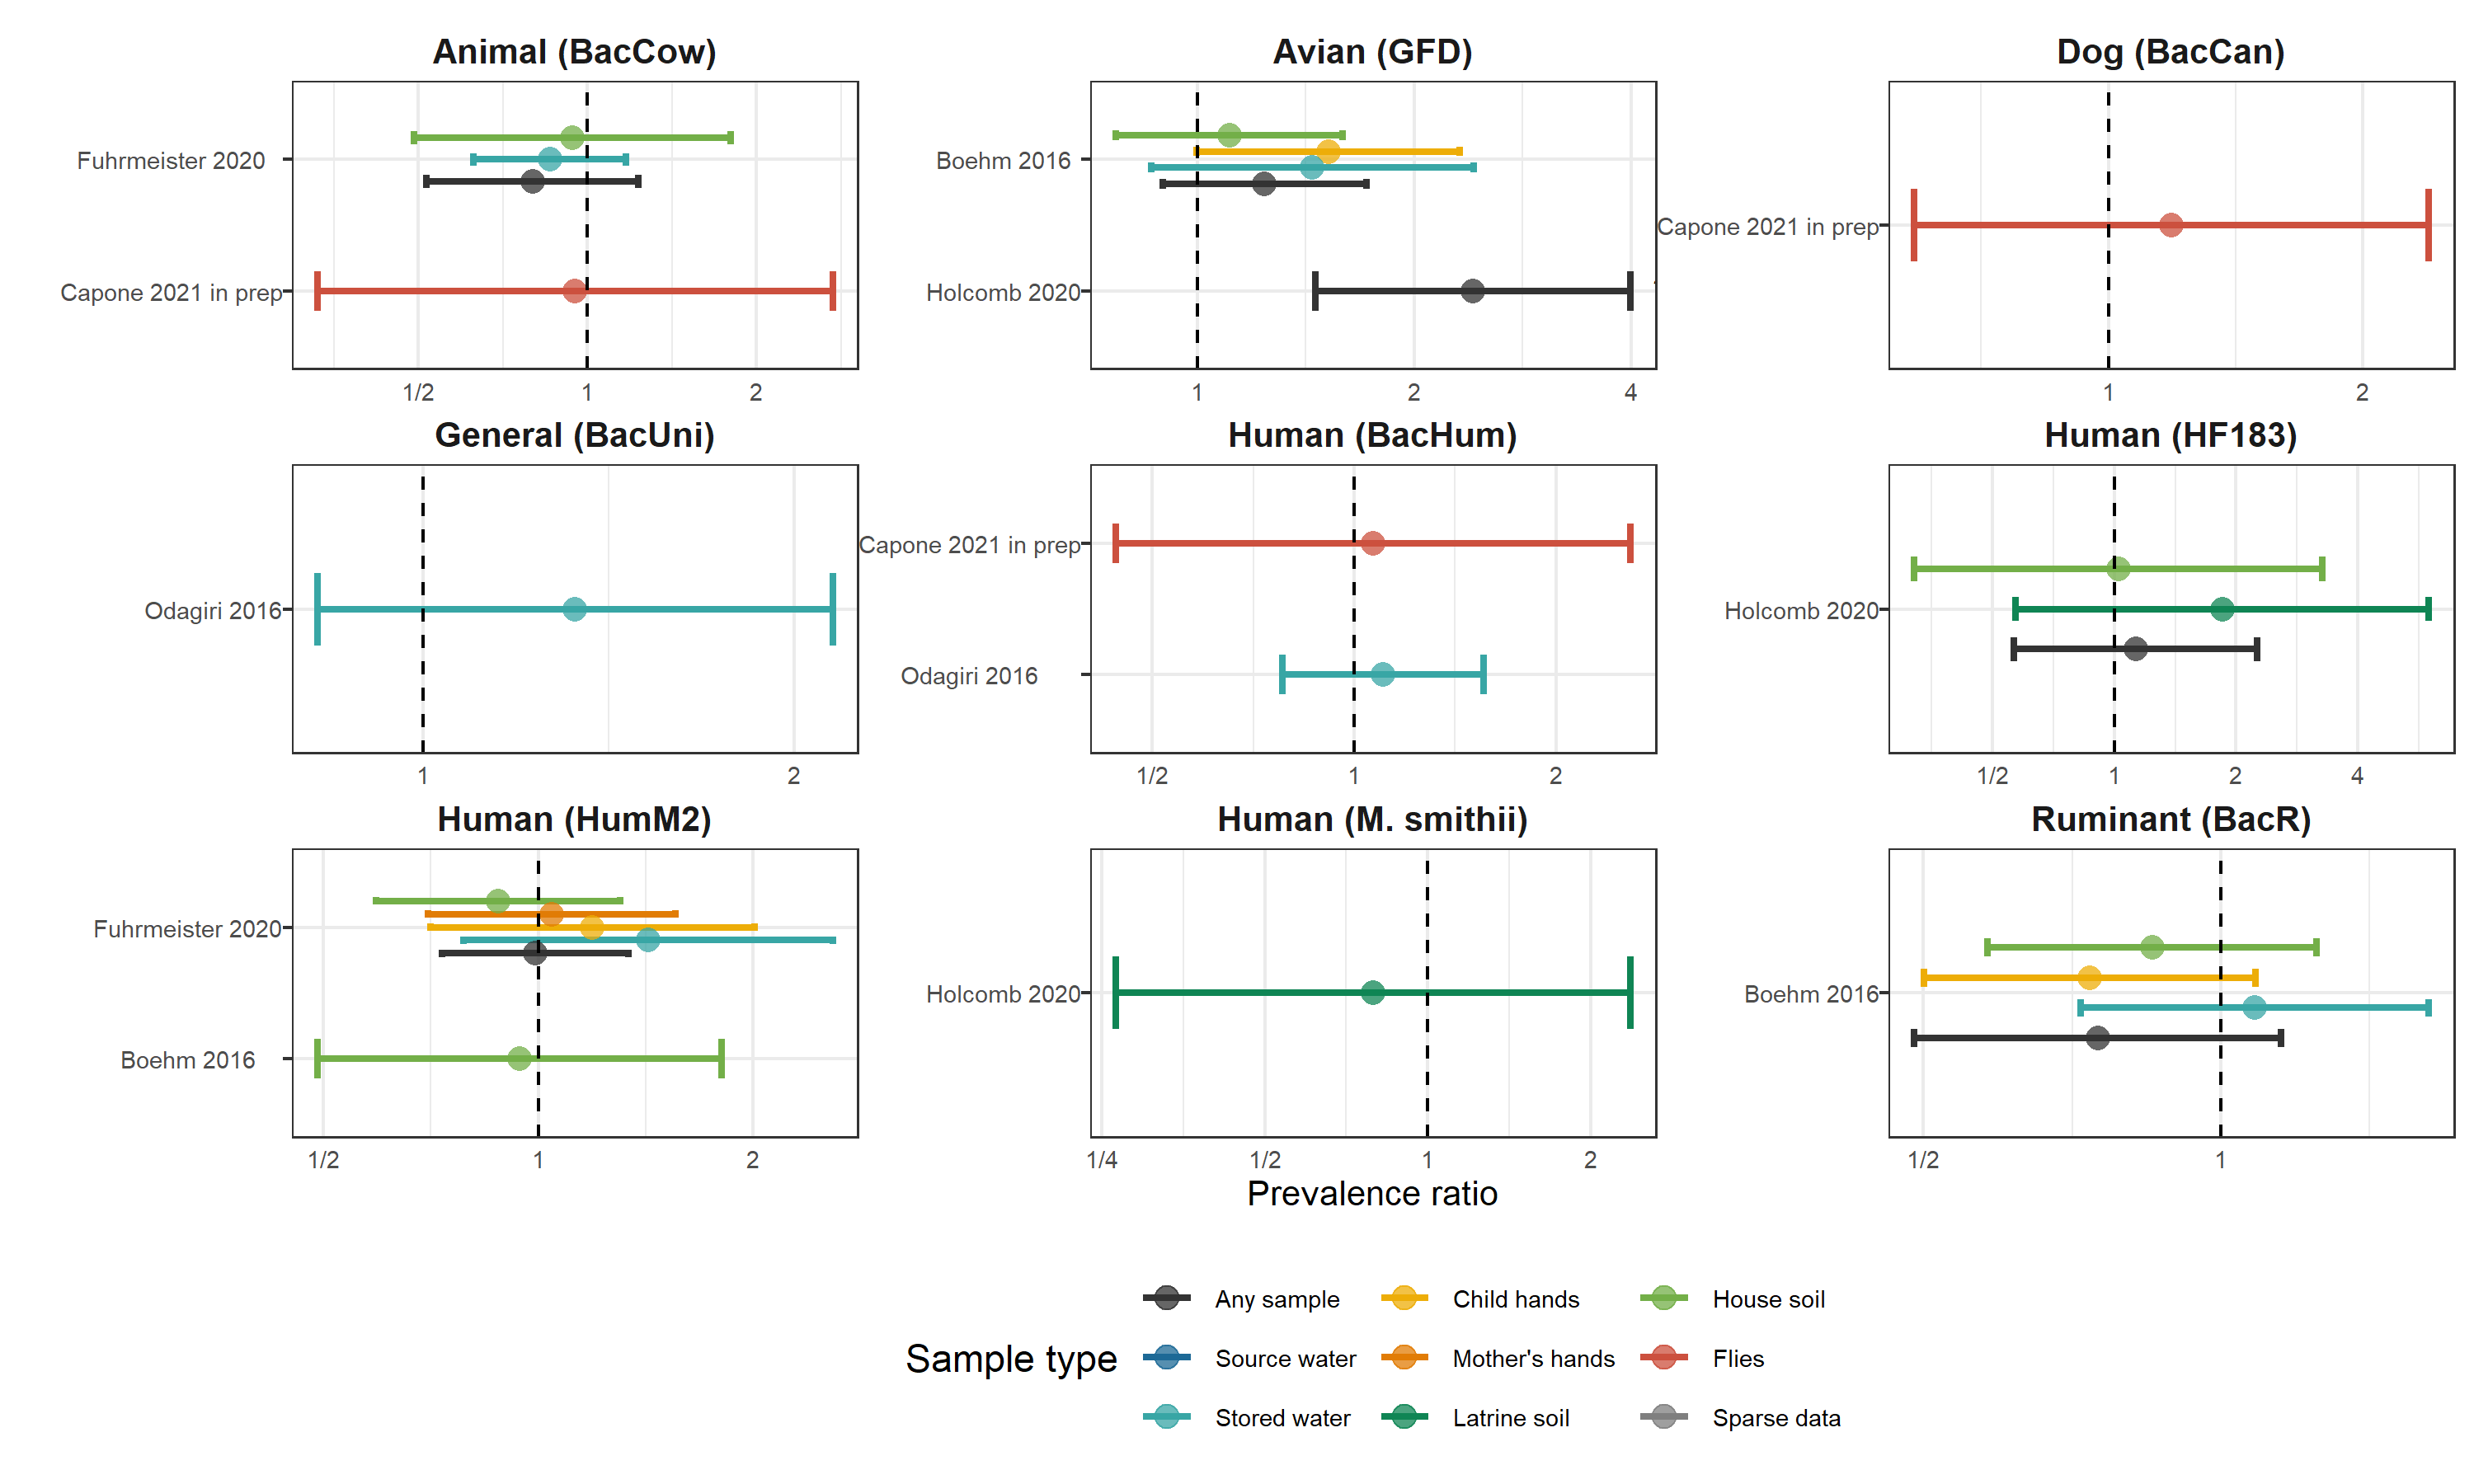 Animal (BacCow)
Avian (GFD)
Dog (BacCan)
Fuhrmeister 2020
Capone 2021 in prep
1/2 1 2
Boehm 2016
Holcomb 2020
1 2 4
Capone 2021 in prep
1 2
General (BacUni)
Human (BacHum)
Human (HF183)
Odagiri 2016
1 2
Capone 2021 in prep
Odagiri 2016
1/2 1 2
Holcomb 2020
1/2 1 2 4
Human (HumM2)
Human (M. smithii)
Ruminant (BacR)
Fuhrmeister 2020
Boehm 2016
1/2 1 2
Holcomb 2020
1/4 1/2 1 2
Boehm 2016
1/2 1
Prevalence ratio
Sample type
Any sample
Source water
Stored water
Child hands
Mother's hands
Latrine soil
House soil
Flies
Sparse data